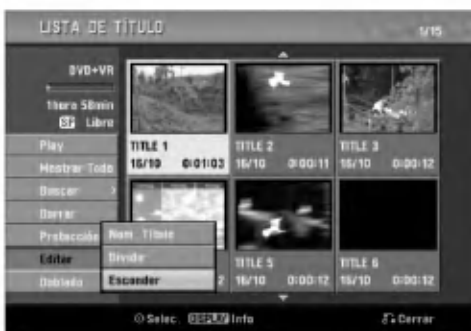 LISTA DE TÍTULO
1/15
DVD+VR
1hora 58min
SP Libre
Play
Mostrar Todo
Buscar >
Borrar
Protección
Editar
Doblado
Nom. Título
Dividir
Esconder
TITLE 1
16/10 0:01:03
TITLE 2
16/10 0:00:11
TITLE 3
16/10 0:00:12
2
TITLE 5
16/10 0:00:12
TITLE 6
16/10 0:00:12
Selec. DISPLAY Info
Cerrar